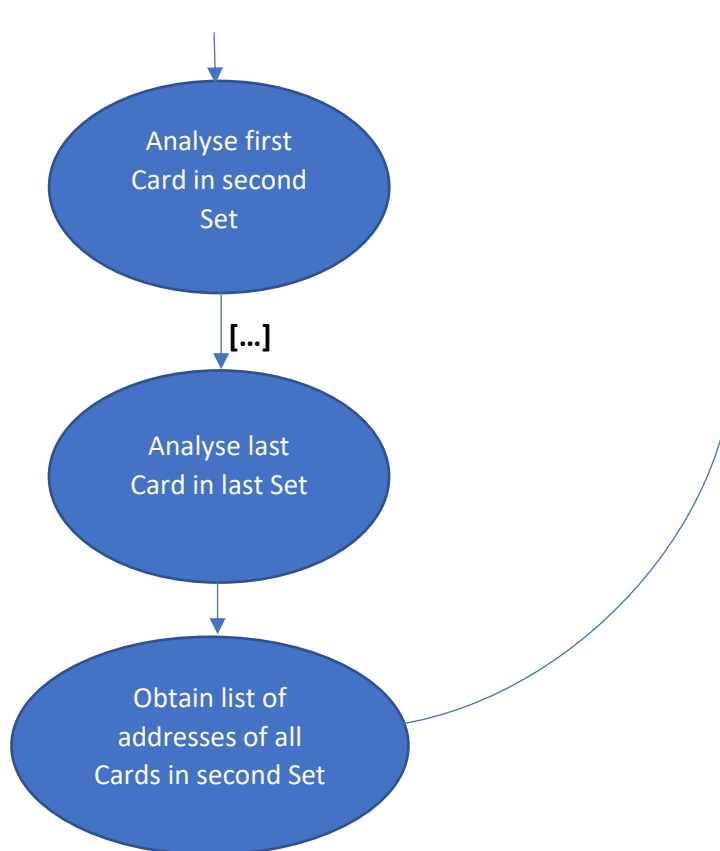 Analyse first
Card in second
Set
[…]
Analyse last
Card in last Set
Obtain list of
addresses of all
Cards in second Set